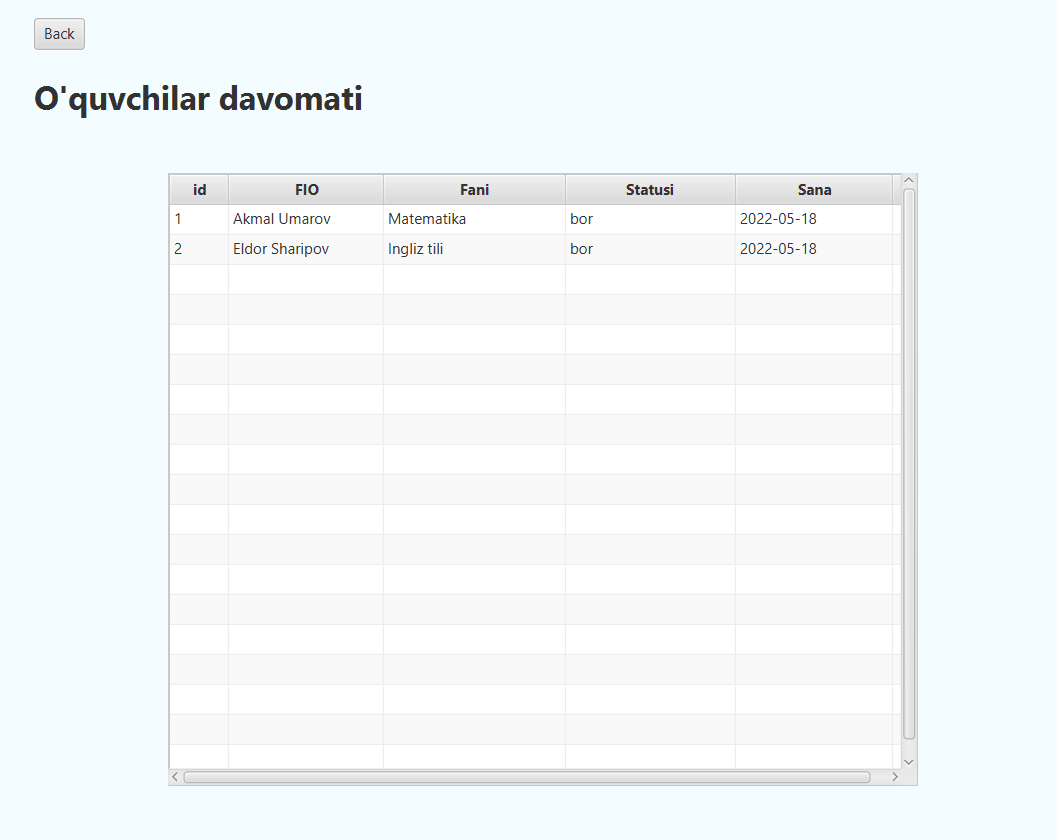 Back
O'quvchilar davomati
id FIO Fani Statusi Sana
1 Akmal Umarov Matematika bor 2022-05-18
2 Eldor Sharipov Ingliz tili bor 2022-05-18